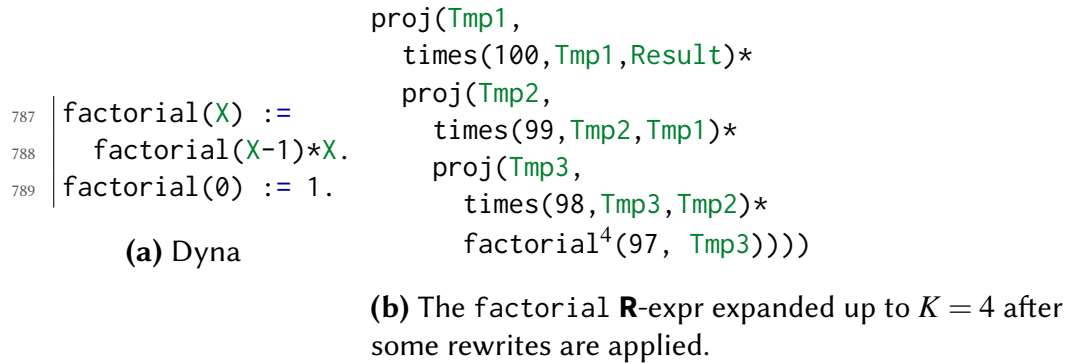 787 factorial(X) :=
788 factorial(X-1)*X.
789 factorial(0) := 1.
(a) Dyna
proj(Tmp1,
times(100,Tmp1,Result)*
proj(Tmp2,
times(99,Tmp2,Tmp1)*
proj(Tmp3,
times(98,Tmp3,Tmp2)*
factorial⁴(97, Tmp3))))
(b) The factorial R-expr expanded up to K = 4 after
some rewrites are applied.